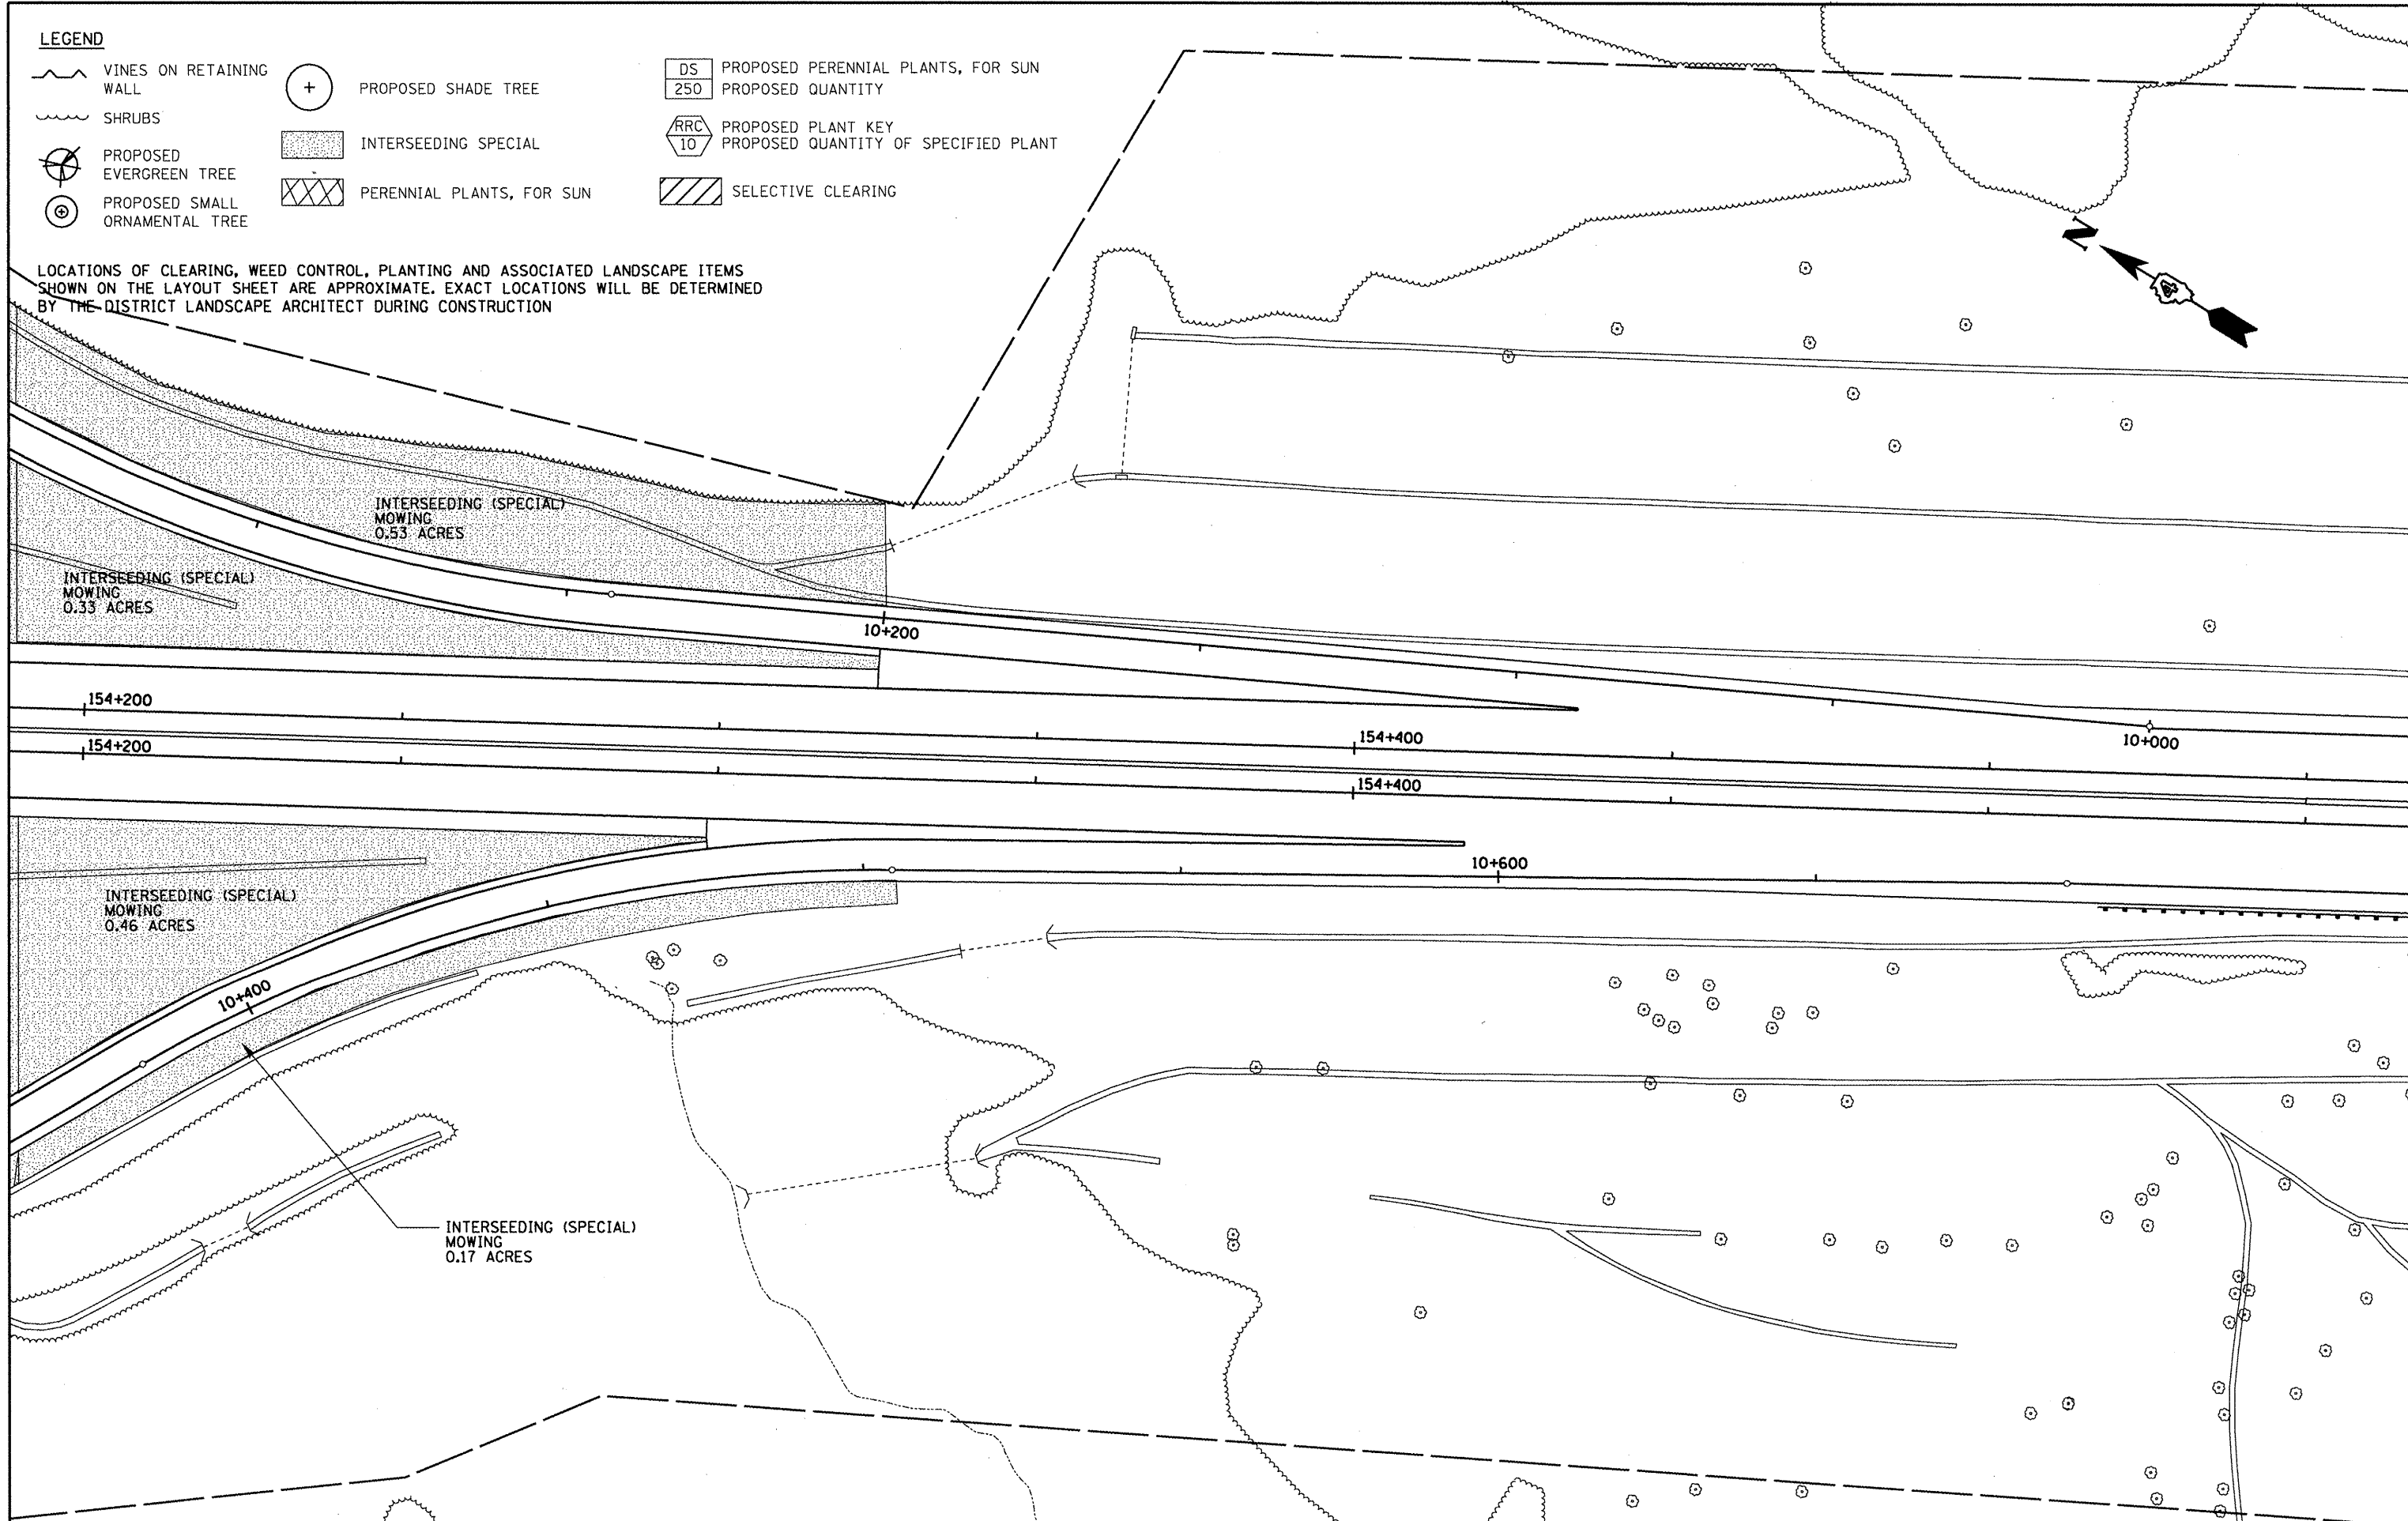 LEGEND
VINES ON RETAINING
WALL
SHRUBS
PROPOSED
EVERGREEN TREE
PROPOSED SMALL
ORNAMENTAL TREE
PROPOSED SHADE TREE
INTERSEEDING SPECIAL
PERENNIAL PLANTS, FOR SUN
DS PROPOSED PERENNIAL PLANTS, FOR SUN
250 PROPOSED QUANTITY
RRC PROPOSED PLANT KEY
10 PROPOSED QUANTITY OF SPECIFIED PLANT
SELECTIVE CLEARING
LOCATIONS OF CLEARING, WEED CONTROL, PLANTING AND ASSOCIATED LANDSCAPE ITEMS
SHOWN ON THE LAYOUT SHEET ARE APPROXIMATE. EXACT LOCATIONS WILL BE DETERMINED
BY THE DISTRICT LANDSCAPE ARCHITECT DURING CONSTRUCTION
N
4
INTERSEEDING (SPECIAL)
MOWING
0.53 ACRES
INTERSEEDING (SPECIAL)
MOWING
0.33 ACRES
10+200
154+200
154+400
10+000
154+200
154+400
10+600
INTERSEEDING (SPECIAL)
MOWING
0.46 ACRES
10+400
INTERSEEDING (SPECIAL)
MOWING
0.17 ACRES